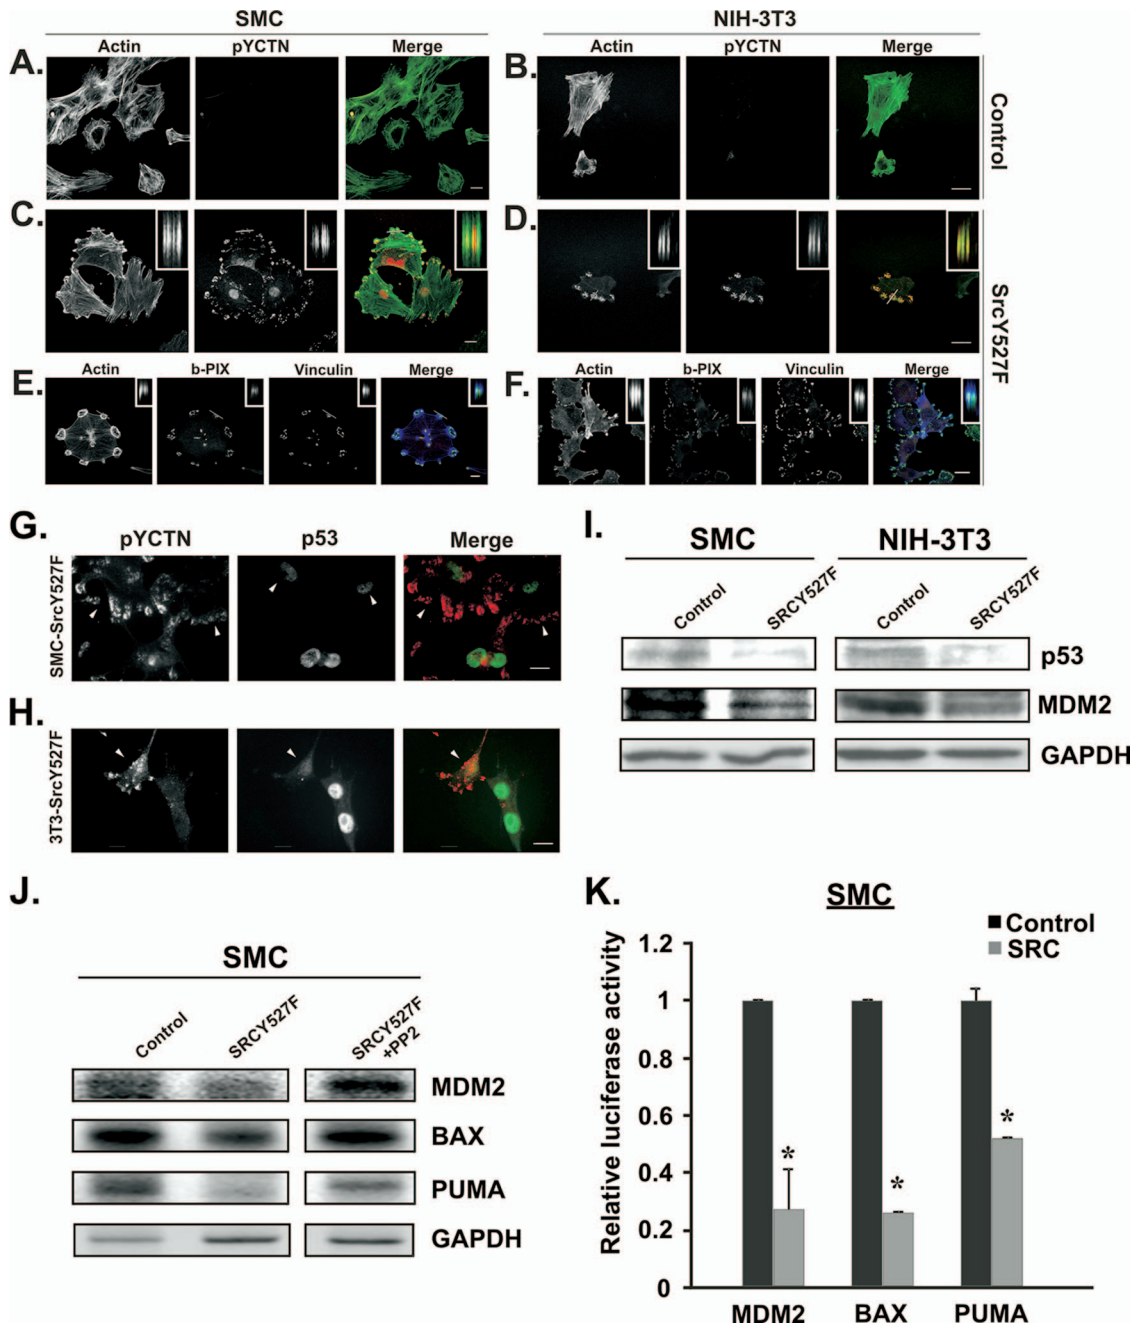 SMC
NIH-3T3
Actin pYCTN Merge
Actin pYCTN Merge
A.
B.
Control
C.
D.
SrcY527F
Actin b-PIX Vinculin Merge
Actin b-PIX Vinculin Merge
E.
F.
G.
pYCTN p53 Merge
SMC-SrcY527F
H.
3T3-SrcY527F
I.
SMC NIH-3T3
Control SRCY527F Control SRCY527F
p53
MDM2
GAPDH
J.
SMC
Control SRCY527F SRCY527F +PP2
MDM2
BAX
PUMA
GAPDH
K.
SMC
Control
SRC
Relative luciferase activity
1.2
1
0.8
0.6
0.4
0.2
0
*
*
*
MDM2 BAX PUMA